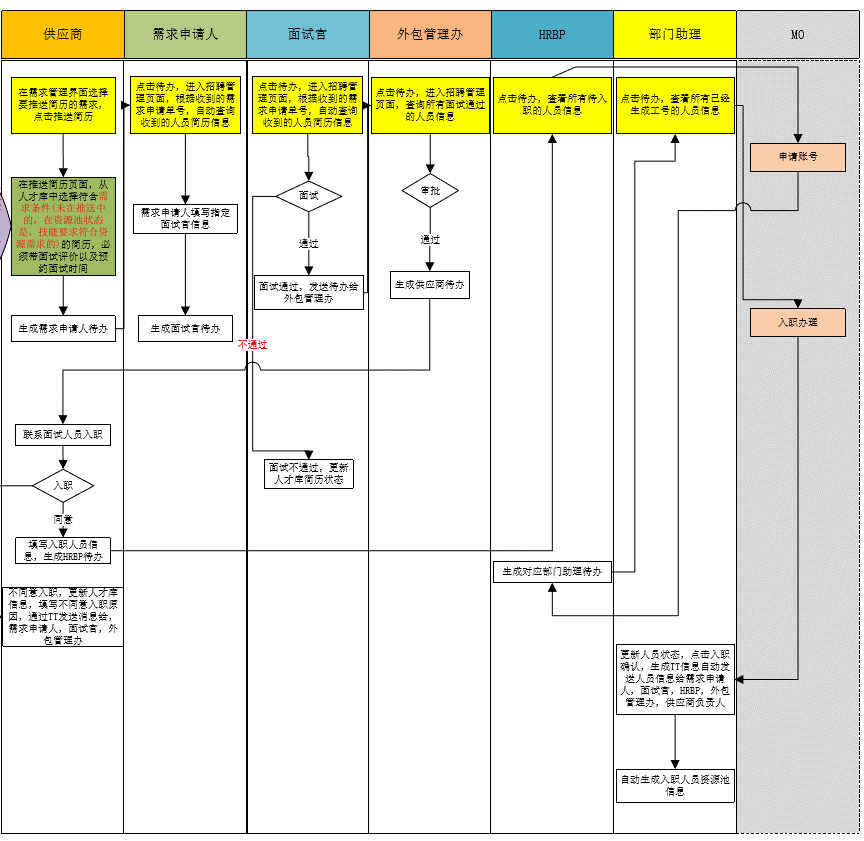 供应商
需求申请人
面试官
外包管理办
HRBP
部门助理
MO
在需求管理界面选择
要推送简历的需求,
点击推送简历
点击待办, 进入招聘管
理页面, 根据收到的需
求申请单号, 自动查询
收到的人员简历信息
点击待办, 进入招聘管
理页面, 根据收到的需
求申请单号, 自动查询
收到的人员简历信息
点击待办, 进入招聘管理
页面, 查询所有面试通过
的人员信息
点击待办, 查看所有待入
职的人员信息
点击待办, 查看所有已经
生成工号的人员信息
申请账号
在推送简历页面, 从
人才库中选择符合需
求条件(未在推送中
的, 在资源池状态
是, 技能要求符合资
源需求的)的简历, 必
须带面试评价以及预
约面试时间
需求申请人填写指定
面试官信息
面试
审批
通过
通过
面试通过, 发送待办给
外包管理办
生成供应商待办
生成需求申请人待办
生成面试官待办
入职办理
不通过
联系面试人员入职
面试不通过, 更新
人才库简历状态
入职
同意
填写入职人员信
息, 生成HRBP待办
生成对应部门助理待办
不同意入职, 更新人才库
信息, 填写不同意入职原
因, 通过TT发送消息给,
需求申请人, 面试官, 外
包管理办
更新人员状态, 点击入职
确认, 生成TT信息自动发
送人员信息给需求申请
人, 面试官, HRBP, 外包
管理办, 供应商负责人
自动生成入职人员资源池
信息